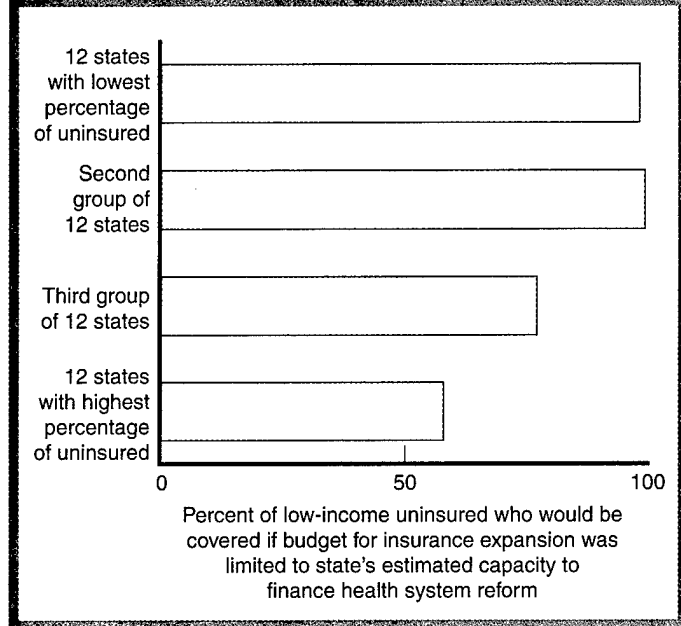 12 states
with lowest
percentage
of uninsured
Second
group of
12 states
Third group
of 12 states
12 states
with highest
percentage
of uninsured
0
50
100
Percent of low-income uninsured who would be
covered if budget for insurance expansion was
limited to state's estimated capacity to
finance health system reform